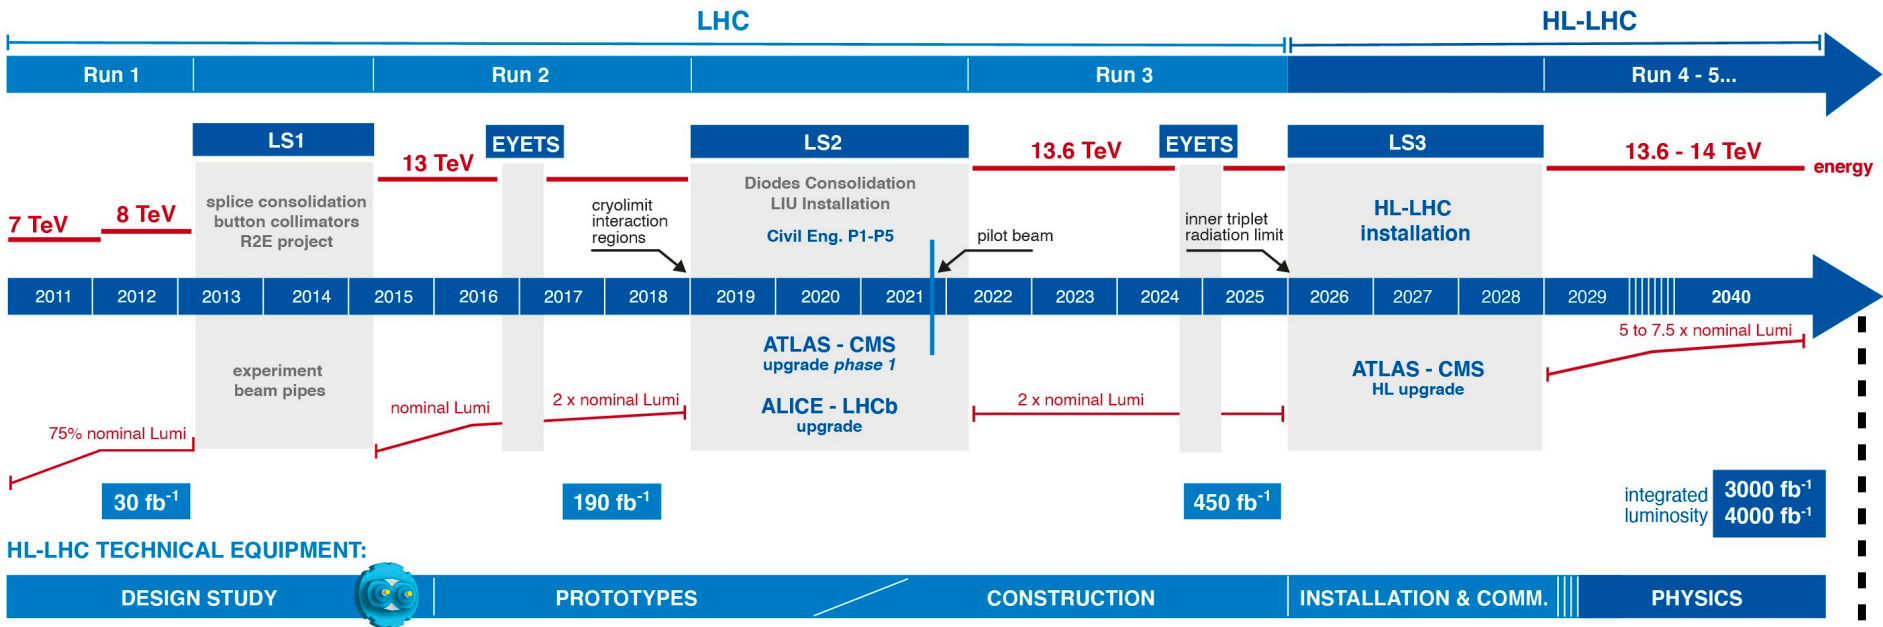 LHC
HL-LHC
Run 1
Run 2
Run 3
Run 4 - 5...
LS1
EYETS
LS2
EYETS
LS3
7 TeV
8 TeV
13 TeV
13.6 TeV
13.6 - 14 TeV
energy
splice consolidation
button collimators
R2E project
cryolimit
interaction
regions
Diodes Consolidation
LIU Installation
Civil Eng. P1-P5
pilot beam
inner triplet
radiation limit
HL-LHC
installation
2011 2012 2013 2014 2015 2016 2017 2018 2019 2020 2021 2022 2023 2024 2025 2026 2027 2028 2029 2040
experiment
beam pipes
75% nominal Lumi
nominal Lumi
2 x nominal Lumi
ATLAS - CMS
upgrade phase 1
ALICE - LHCb
upgrade
2 x nominal Lumi
ATLAS - CMS
HL upgrade
5 to 7.5 x nominal Lumi
30 fb⁻¹
190 fb⁻¹
450 fb⁻¹
integrated
luminosity
3000 fb⁻¹
4000 fb⁻¹
HL-LHC TECHNICAL EQUIPMENT:
DESIGN STUDY
PROTOTYPES
CONSTRUCTION
INSTALLATION & COMM.
PHYSICS